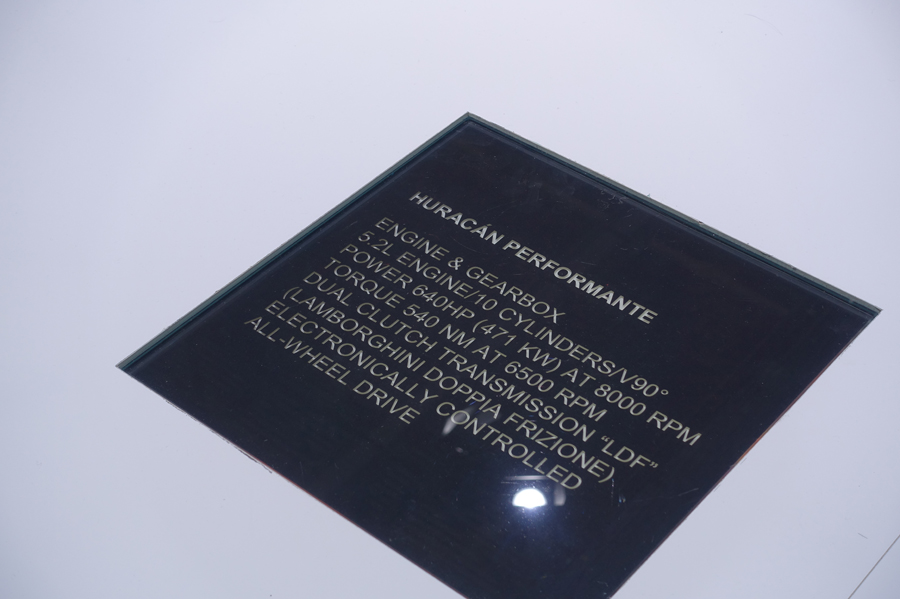 HURACÁN PERFORMANTE
ENGINE & GEARBOX
5.2L ENGINE/10 CYLINDERS/V90°
POWER 640HP (471 KW) AT 8000 RPM
TORQUE 540 NM AT 6500 RPM
DUAL CLUTCH TRANSMISSION “LDF”
(LAMBORGHINI DOPPIA FRIZIONE),
ELECTRONICALLY CONTROLLED
ALL-WHEEL DRIVE